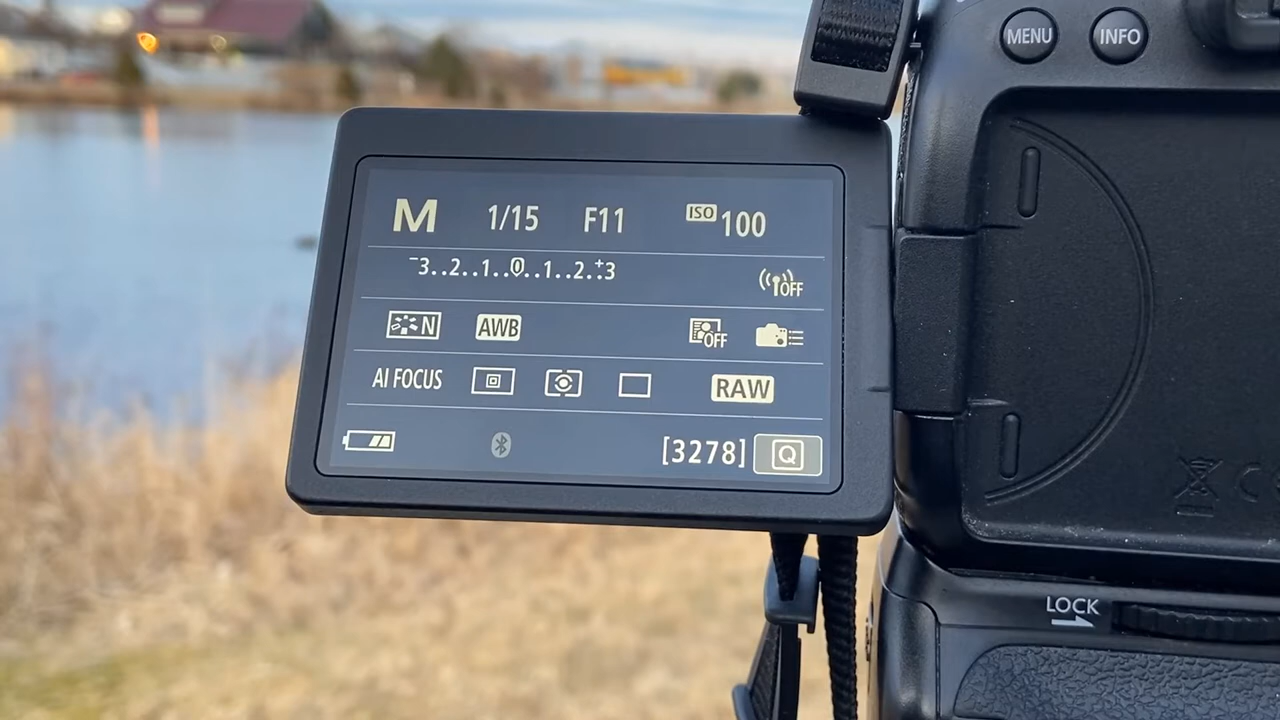 MENU INFO
M 1/15 F11 ISO 100
-3..2..1..0..1..2.+3
OFF
N AWB OFF
AI FOCUS RAW
[3278] Q
LOCK